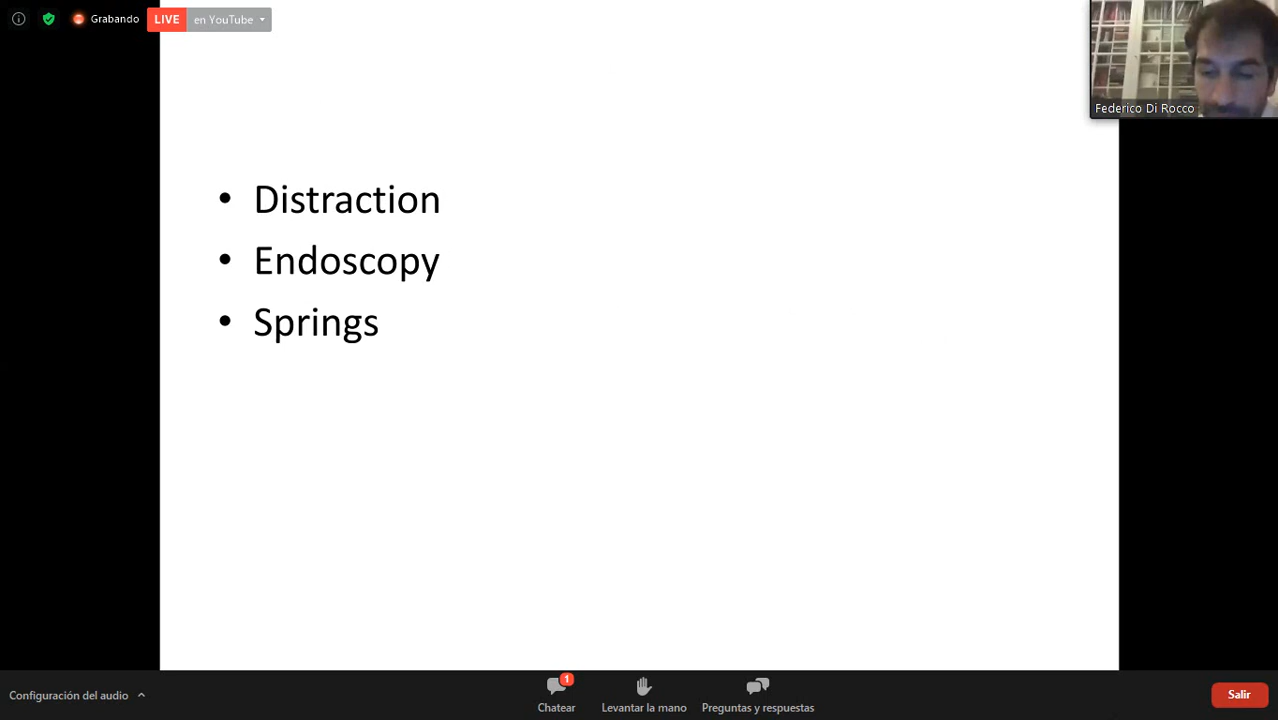 Grabando
LIVE en YouTube
Federico Di Rocco
• Distraction
• Endoscopy
• Springs
Configuración del audio
1
Chatear
Levantar la mano
Preguntas y respuestas
Salir